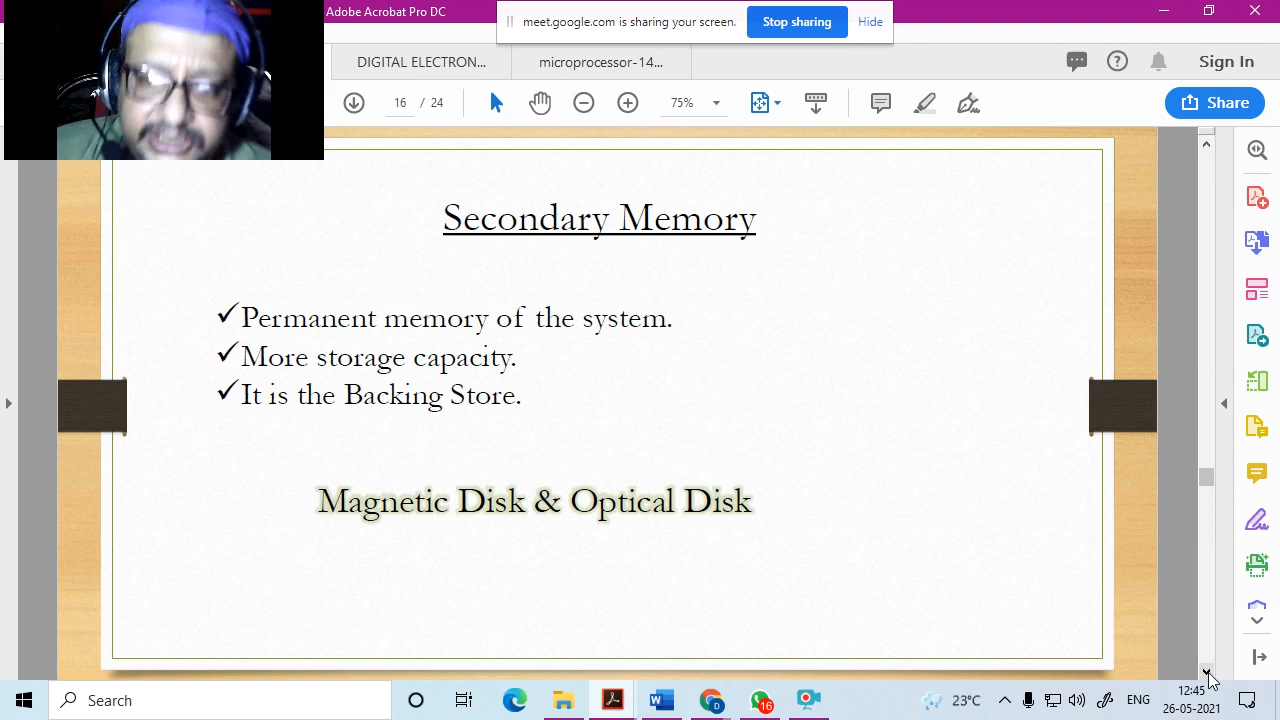 Adobe Acrobat Pro DC
meet.google.com is sharing your screen.
Stop sharing
Hide
DIGITAL ELECTRON...
microprocessor-14...
Sign In
16 / 24
75%
Share
Secondary Memory
✓Permanent memory of the system.
✓More storage capacity.
✓It is the Backing Store.
Magnetic Disk & Optical Disk
Search
16
23°C
ENG
12:45
26-05-2021